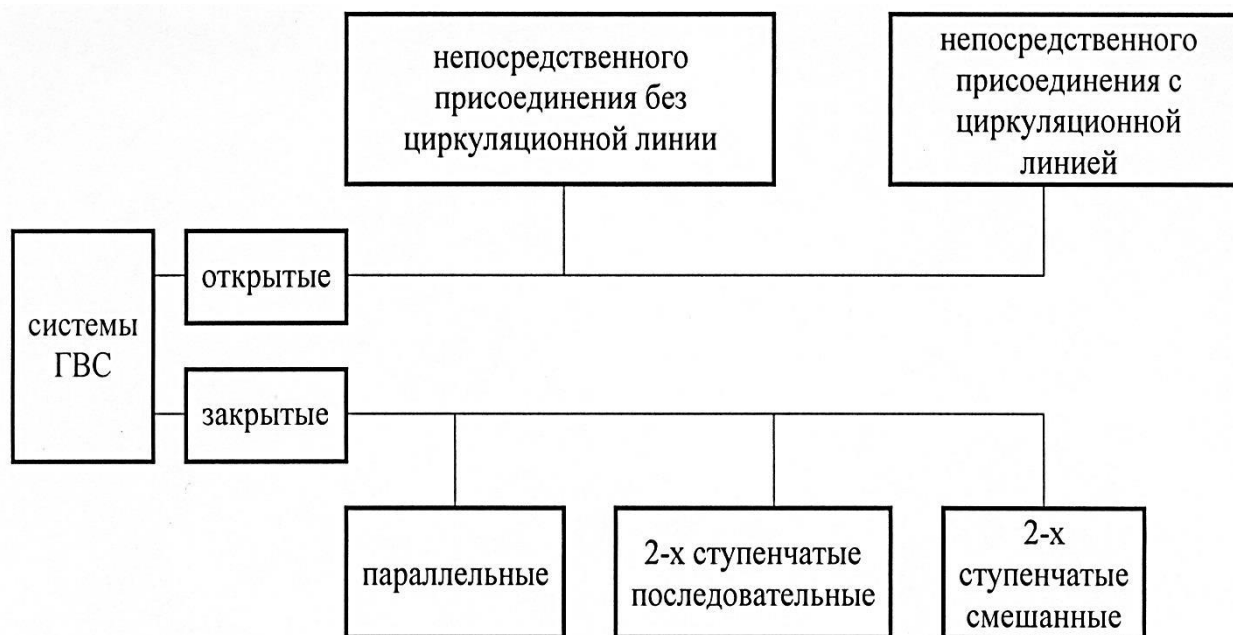 непосредственного
присоединения без
циркуляционной линии
непосредственного
присоединения с
циркуляционной
линией
системы
ГВС
открытые
закрытые
параллельные
2-х ступенчатые
последовательные
2-х
ступенчатые
смешанные